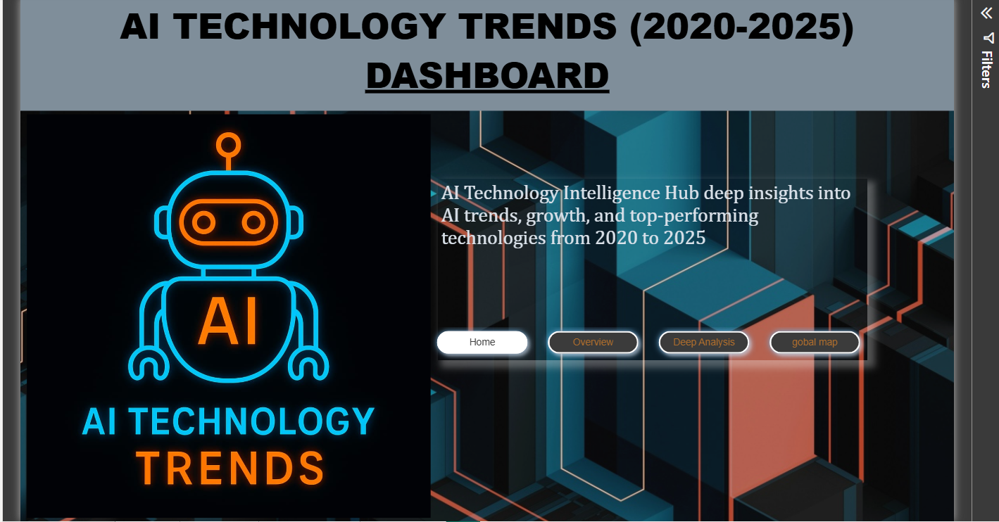 AI TECHNOLOGY TRENDS (2020-2025)
DASHBOARD
Filters
AI
AI TECHNOLOGY
TRENDS
AI Technology Intelligence Hub deep insights into
AI trends, growth, and top-performing
technologies from 2020 to 2025
Home
Overview
Deep Analysis
gobal map